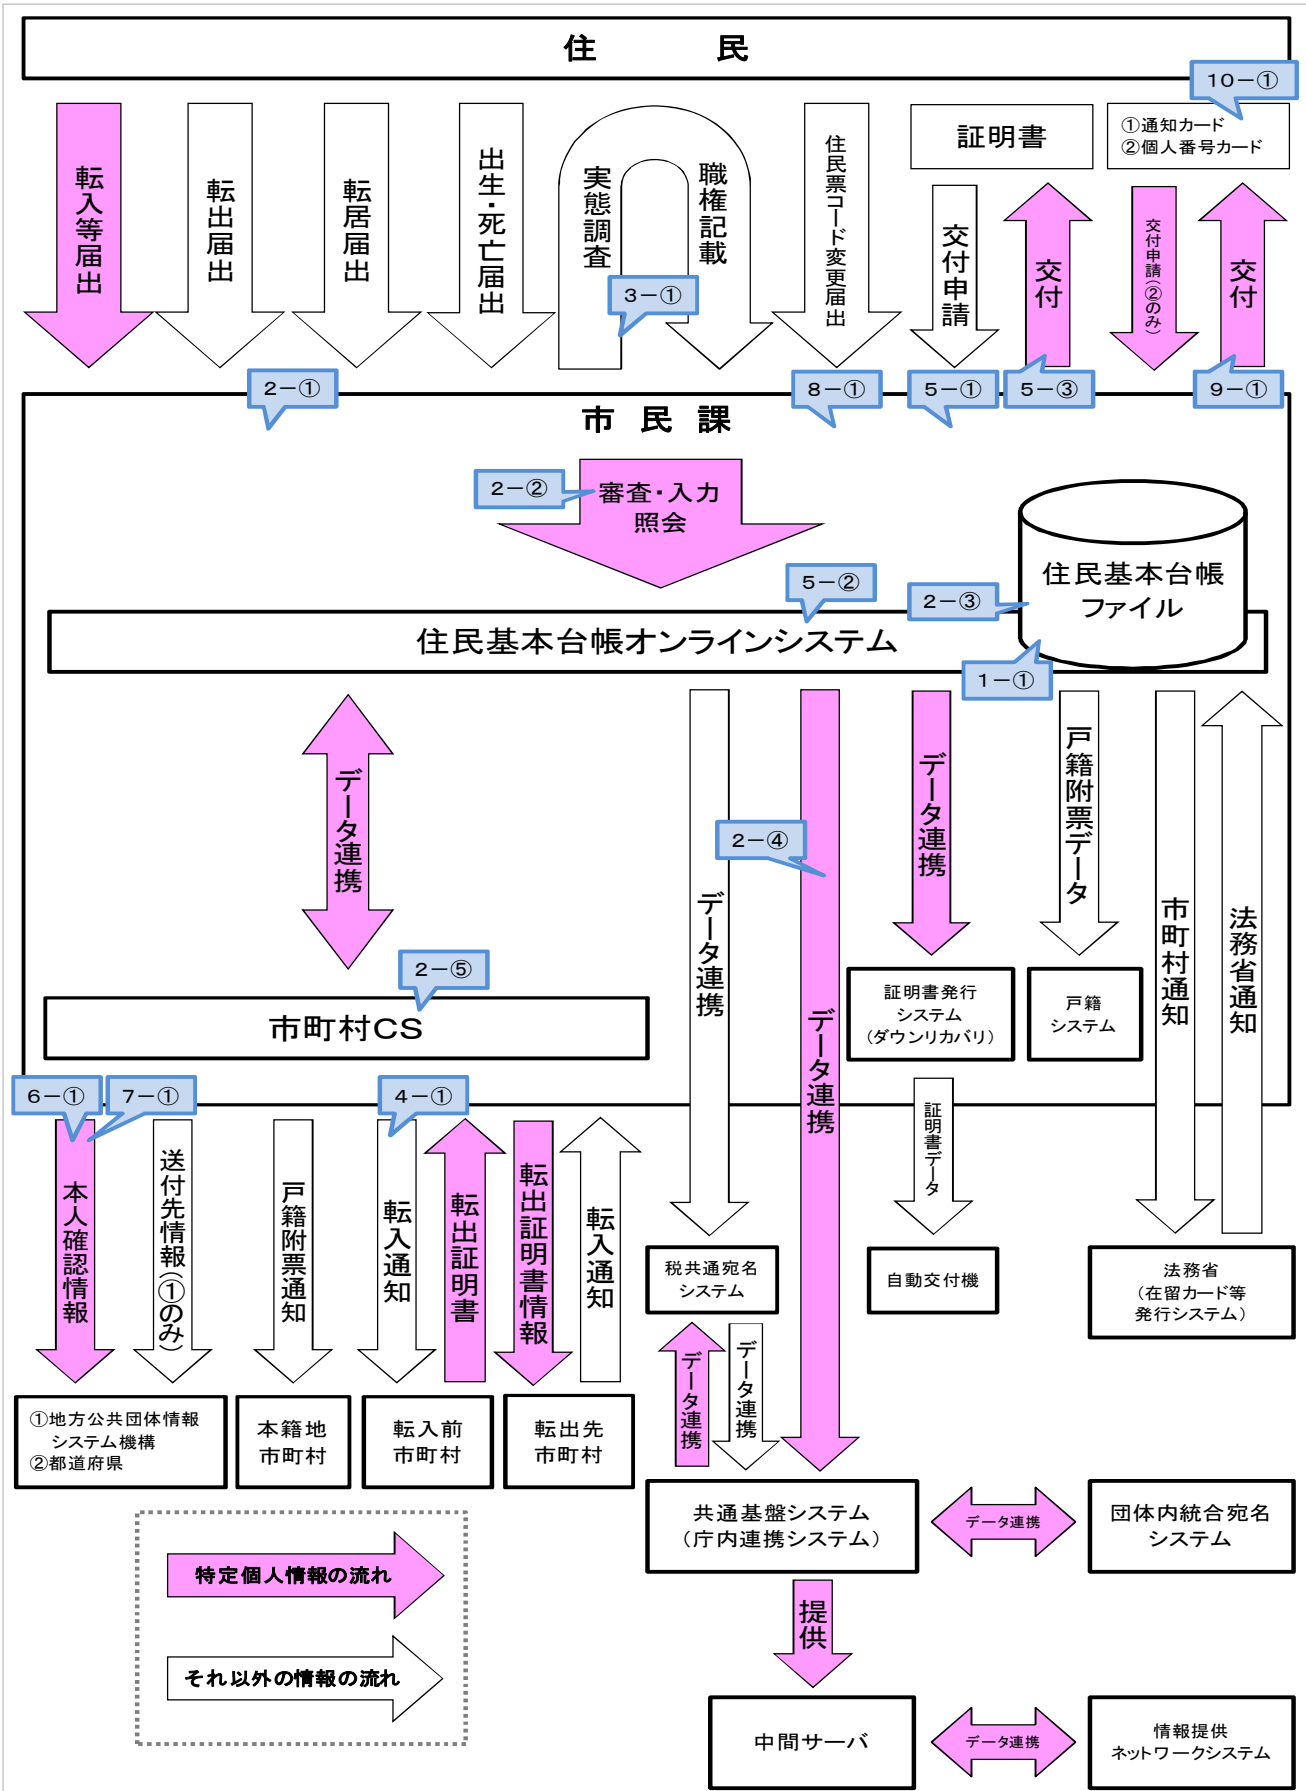 住　民
10－①
転入等届出
転出届出
転居届出
出生・死亡届出
実態調査
職権記載
3－①
住民票コード変更届出
証明書
交付申請
交付
①通知カード
②個人番号カード
交付申請（②のみ）
交付
2－①
8－①
5－①
5－③
9－①
市 民 課
2－②
審査・入力
照会
5－②
2－③
住民基本台帳
ファイル
住民基本台帳オンラインシステム
1－①
データ連携
データ連携
2－④
データ連携
データ連携
戸籍附票データ
市町村通知
法務省通知
2－⑤
市町村CS
証明書発行
システム
（ダウンリカバリ）
戸籍
システム
6－①
7－①
4－①
本人確認情報
送付先情報（①のみ）
戸籍附票通知
転入通知
転出証明書
転出証明書情報
転入通知
証明書データ
税共通宛名
システム
自動交付機
法務省
（在留カード等
発行システム）
データ連携
データ連携
①地方公共団体情報
システム機構
②都道府県
本籍地
市町村
転入前
市町村
転出先
市町村
共通基盤システム
（庁内連携システム）
データ連携
団体内統合宛名
システム
特定個人情報の流れ
それ以外の情報の流れ
提供
中間サーバ
データ連携
情報提供
ネットワークシステム